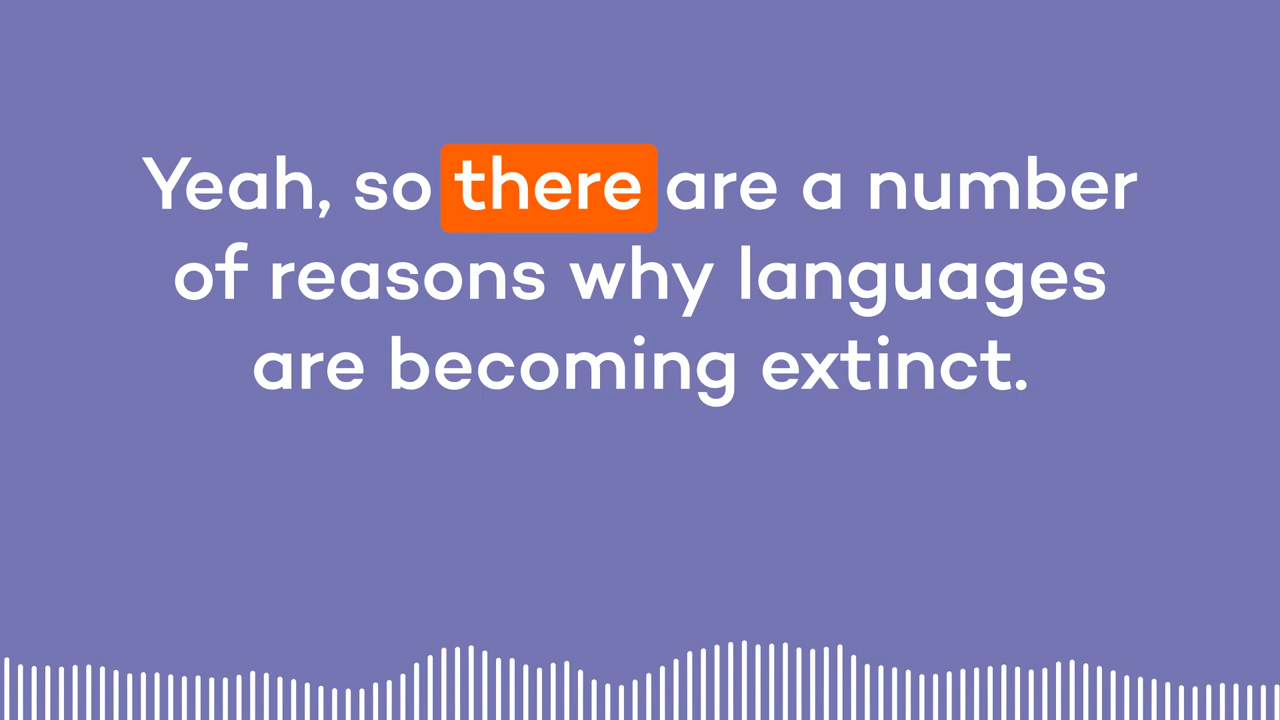 Yeah, so there are a number
of reasons why languages
are becoming extinct.